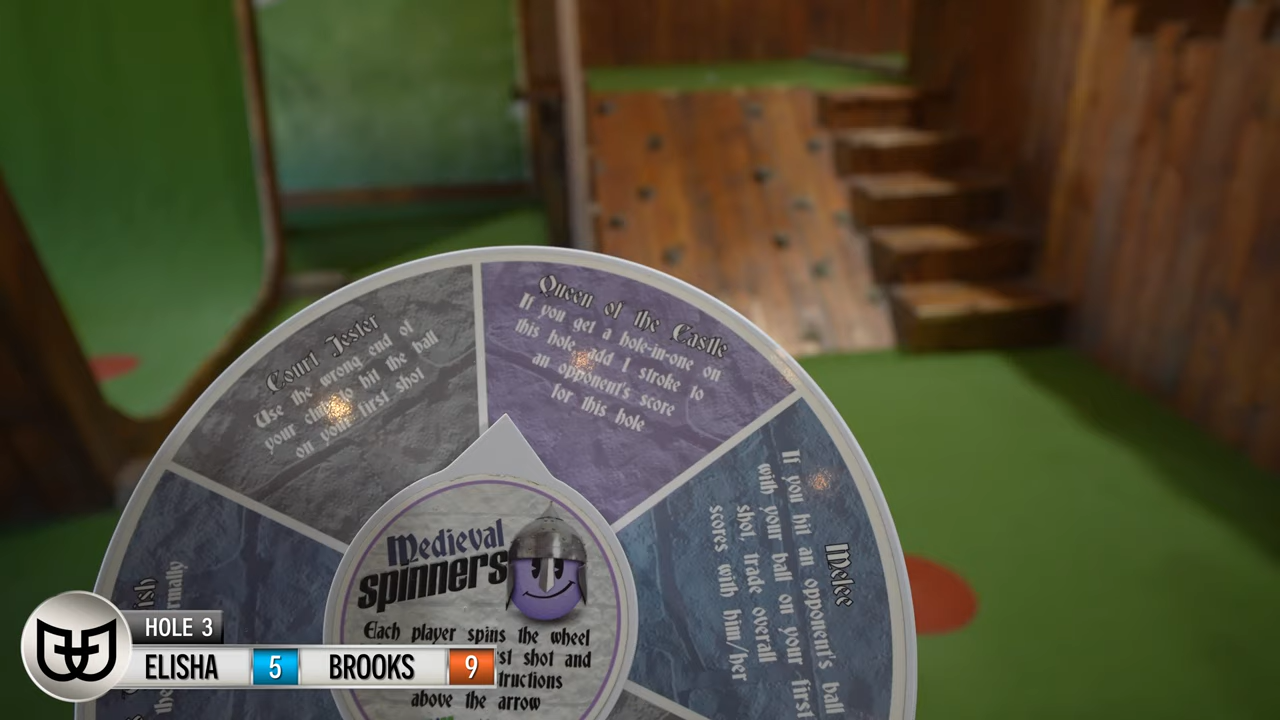 Court Jester
Use the wrong end of
your club to hit the ball
on your first shot
Queen of the Castle
If you get a hole-in-one on
this hole, add 1 stroke to
an opponent's score
for this hole
Melee
If you hit an opponent's ball
with your ball on your first
shot, trade overall
scores with him/her
Medieval
spinners
Each player spins the wheel
shot and
above the arrow
HOLE 3
ELISHA 5 BROOKS 9